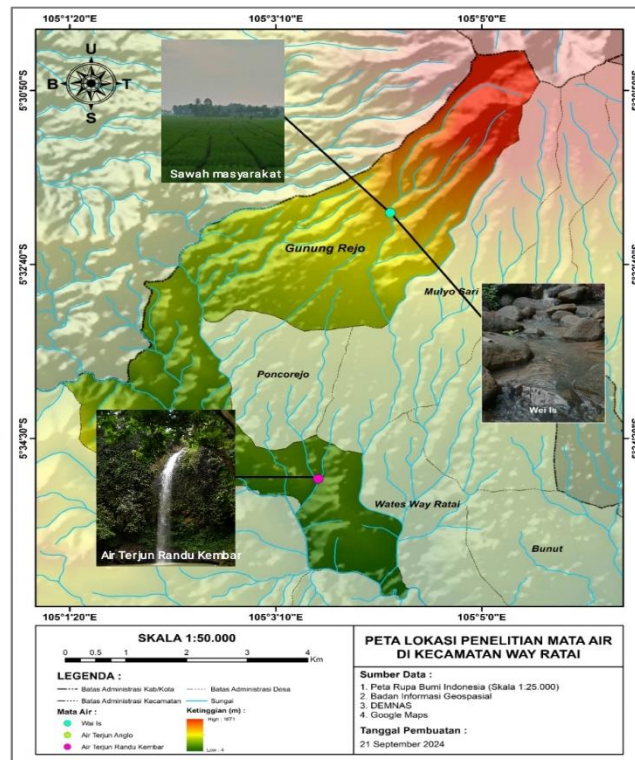 105°1'20"E 105°3'10"E 105°5'0"E
5°30'50"S
U
B T
S
Sawah masyarakat
Gunung Rejo
5°32'40"S
Mulyo Sari
Poncorejo
Wei Is
5°34'30"S
Wates Way Ratai
Air Terjun Randu Kembar
Bunut
105°1'20"E 105°3'10"E 105°5'0"E
SKALA 1:50.000
0 0.5 1 2 3 4
Km
LEGENDA :
Batas Administrasi Kab/Kota
Batas Administrasi Desa
Batas Administrasi Kecamatan
Sungai
Mata Air :
Wai Is
Air Terjun Anglo
Air Terjun Randu Kembar
Ketinggian (m) :
High : 1671
Low : 4
PETA LOKASI PENELITIAN MATA AIR
DI KECAMATAN WAY RATAI
Sumber Data :
1. Peta Rupa Bumi Indonesia (Skala 1:25.000)
2. Badan Informasi Geospasial
3. DEMNAS
4. Google Maps
Tanggal Pembuatan :
21 September 2024